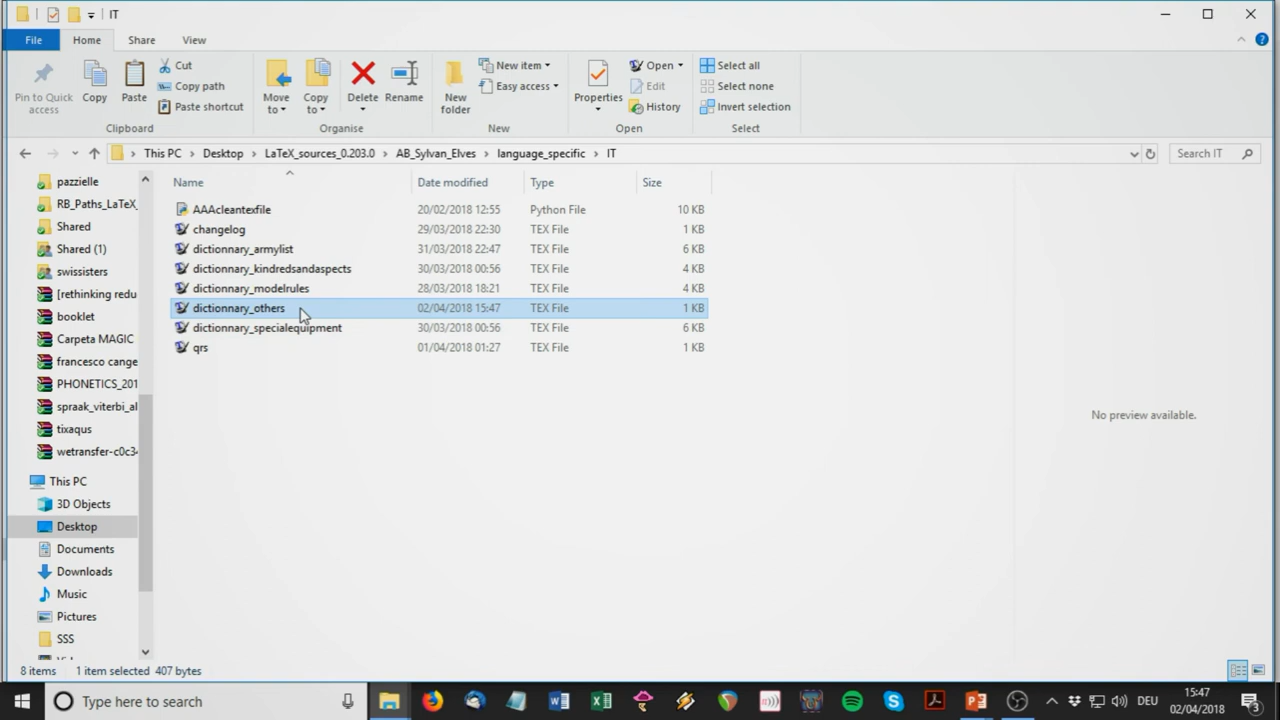 IT
File Home Share View
Pin to Quick access
Copy
Paste
Cut
Copy path
Paste shortcut
Clipboard
Move to
Copy to
Delete
Rename
Organise
New folder
New item
Easy access
New
Properties
Open
Edit
History
Open
Select all
Select none
Invert selection
Select
This PC > Desktop > LaTeX_sources_0.203.0 > AB_Sylvan_Elves > language_specific > IT
Search IT
Name Date modified Type Size
AAAcleantexfile 20/02/2018 12:55 Python File 10 KB
changelog 29/03/2018 22:30 TEX File 1 KB
dictionnary_armylist 31/03/2018 22:47 TEX File 6 KB
dictionnary_kindredsandaspects 30/03/2018 00:56 TEX File 4 KB
dictionnary_modelrules 28/03/2018 18:21 TEX File 4 KB
dictionnary_others 02/04/2018 15:47 TEX File 1 KB
dictionnary_specialequipment 30/03/2018 00:56 TEX File 6 KB
qrs 01/04/2018 01:27 TEX File 1 KB
pazzielle
RB_Paths_LaTeX_
Shared
Shared (1)
swissisters
[rethinking redu
booklet
Carpeta MAGIC
francesco cange
PHONETICS_201
spraak_viterbi_al
tixaqus
wetransfer-c0c34
This PC
3D Objects
Desktop
Documents
Downloads
Music
Pictures
SSS
No preview available.
8 items 1 item selected 407 bytes
Type here to search
DEU
15:47
02/04/2018
3